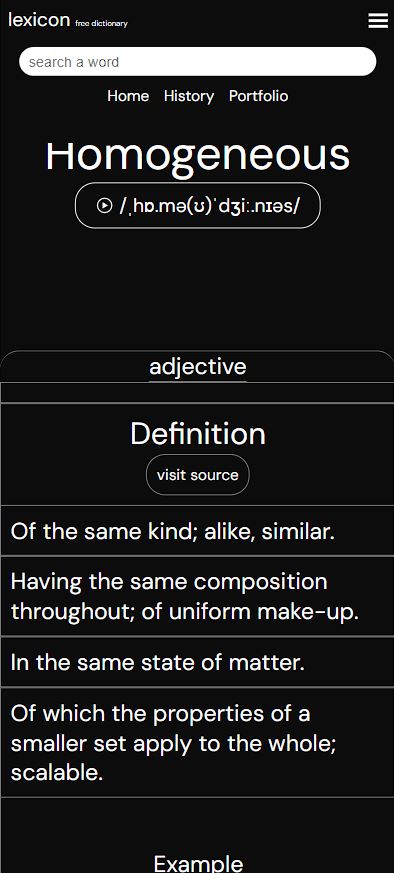 lexicon free dictionary
search a word
Home History Portfolio
Homogeneous
/ˌhɒ.mə(ʊ)ˈdʒiː.nɪəs/
adjective
Definition
visit source
Of the same kind; alike, similar.
Having the same composition
throughout; of uniform make-up.
In the same state of matter.
Of which the properties of a
smaller set apply to the whole;
scalable.
Example